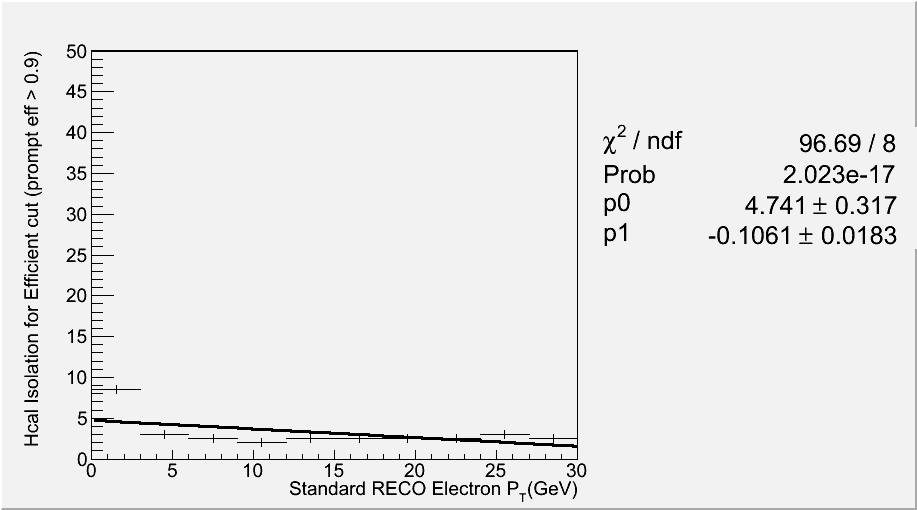 Hcal Isolation for Efficient cut (prompt eff > 0.9)
50
45
40
35
30
25
20
15
10
5
0
0 5 10 15 20 25 30
Standard RECO Electron P_T(GeV)
χ² / ndf 96.69 / 8
Prob 2.023e-17
p0 4.741 ± 0.317
p1 -0.1061 ± 0.0183